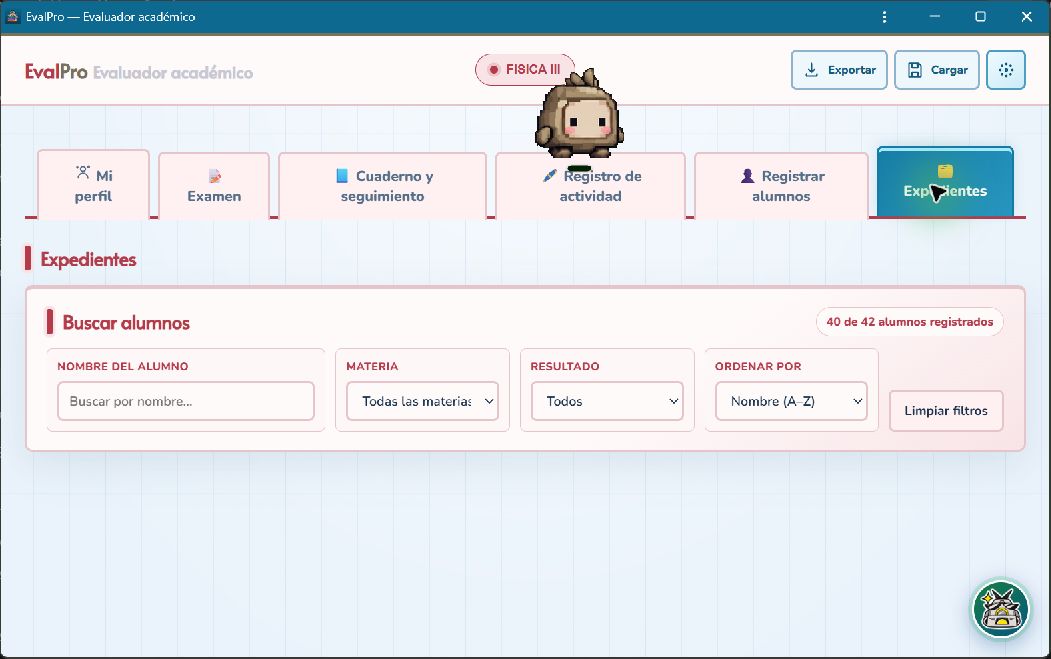 EvalPro — Evaluador académico
EvalPro Evaluador académico
FISICA III
Exportar
Cargar
Mi
perfil
Examen
Cuaderno y
seguimiento
Registro de
actividad
Registrar
alumnos
Expedientes
Expedientes
Buscar alumnos
40 de 42 alumnos registrados
NOMBRE DEL ALUMNO
MATERIA
RESULTADO
ORDENAR POR
Buscar por nombre...
Todas las materias
Todos
Nombre (A–Z)
Limpiar filtros